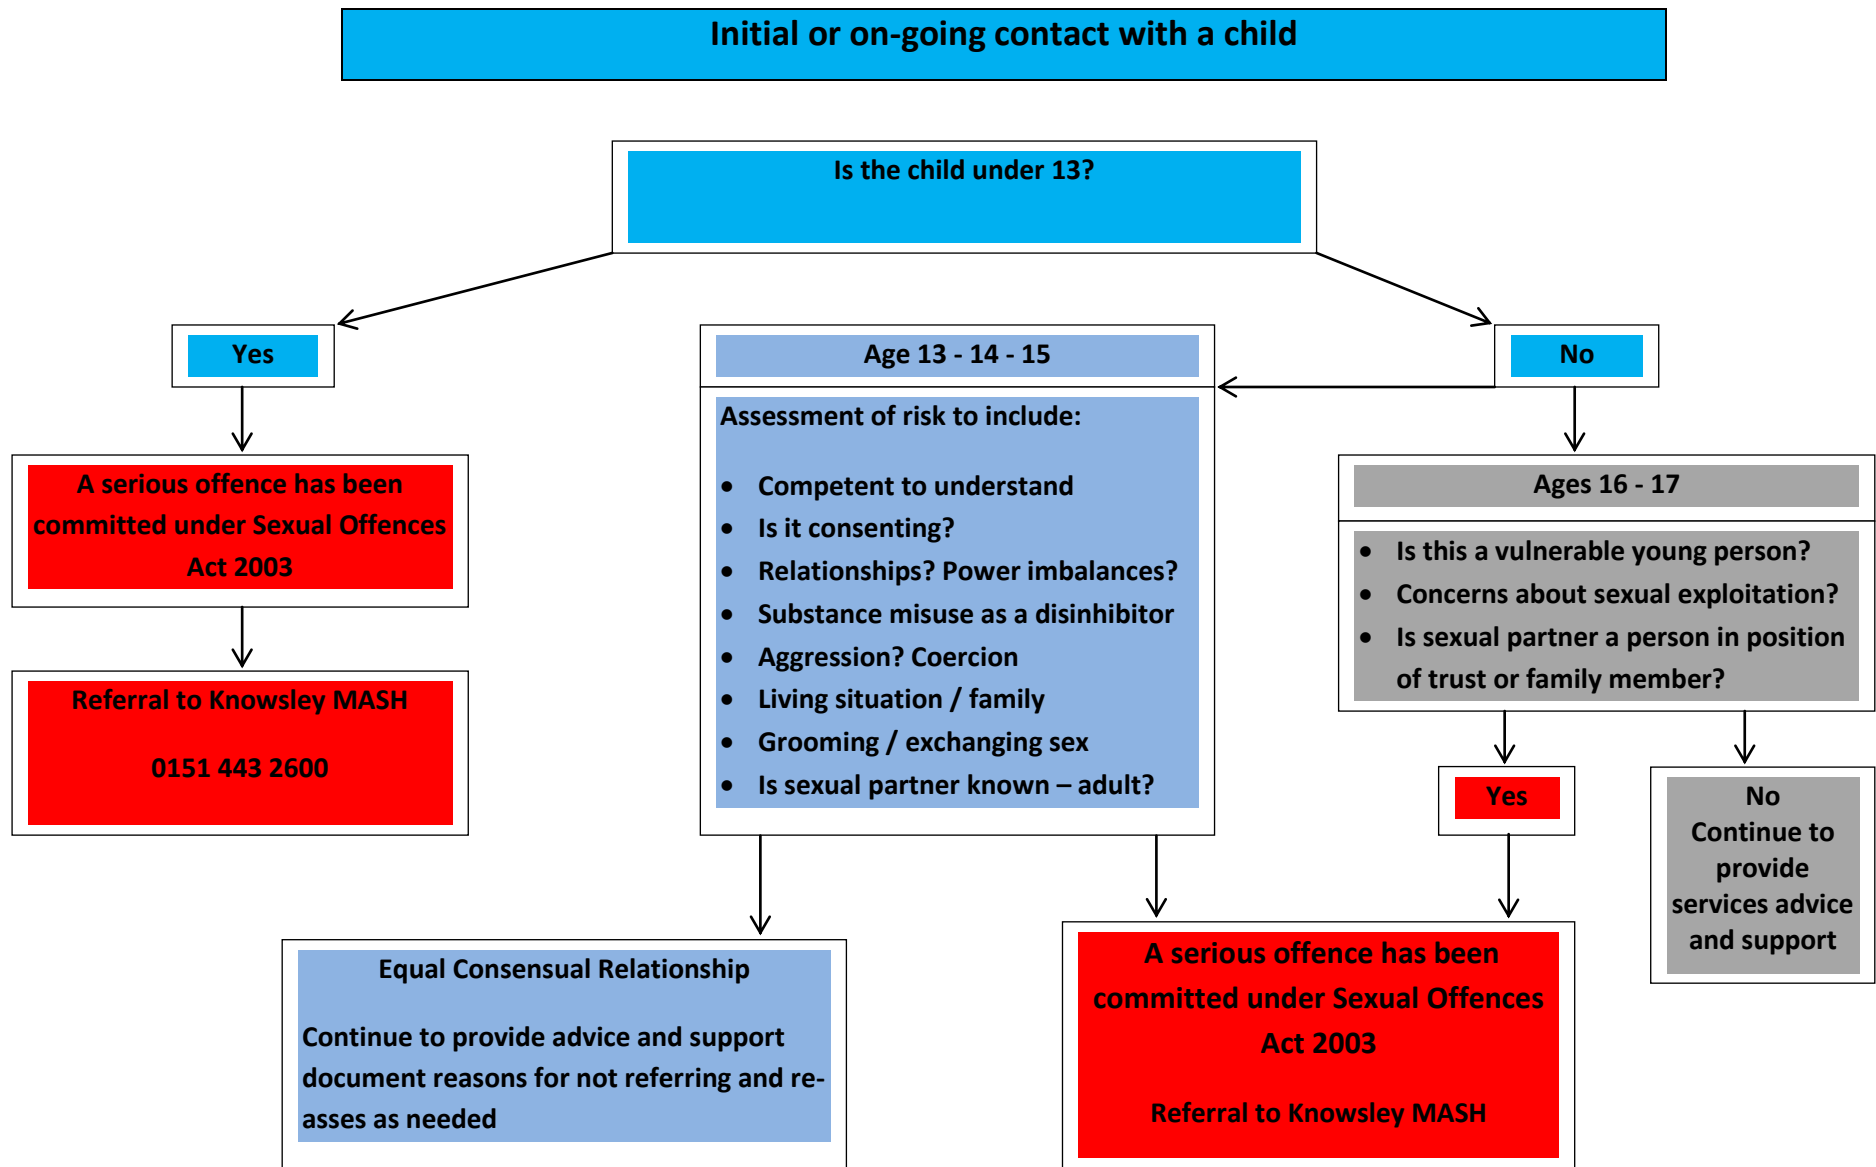 Initial or on-going contact with a child
Is the child under 13?
Yes
A serious offence has been
committed under Sexual Offences
Act 2003
Referral to Knowsley MASH
0151 443 2600
Age 13 - 14 - 15
Assessment of risk to include:
• Competent to understand
• Is it consenting?
• Relationships? Power imbalances?
• Substance misuse as a disinhibitor
• Aggression? Coercion
• Living situation / family
• Grooming / exchanging sex
• Is sexual partner known – adult?
No
Ages 16 - 17
• Is this a vulnerable young person?
• Concerns about sexual exploitation?
• Is sexual partner a person in position
of trust or family member?
Yes
No
Continue to
provide
services advice
and support
Equal Consensual Relationship
Continue to provide advice and support
document reasons for not referring and re-
asses as needed
A serious offence has been
committed under Sexual Offences
Act 2003
Referral to Knowsley MASH